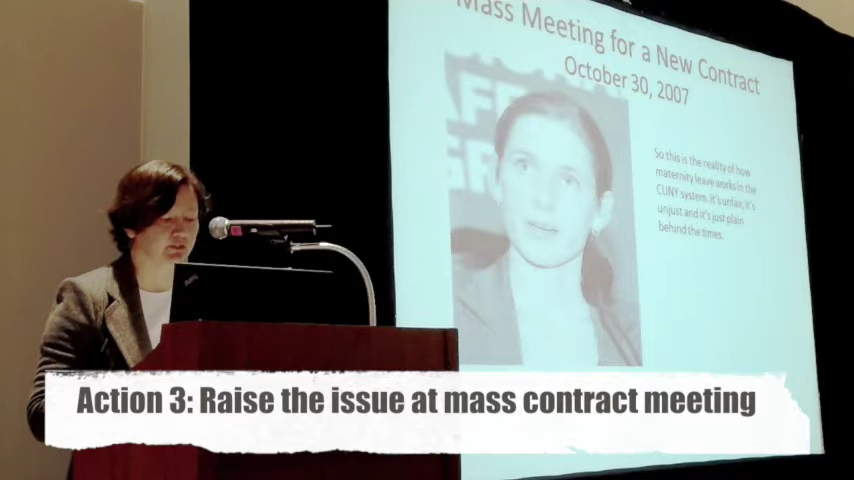 Mass Meeting for a New Contract
October 30, 2007
So this is the reality of how
maternity leave works in the
CUNY system. It's unfair, it's
unjust and it's just plain
behind the times.
Action 3: Raise the issue at mass contract meeting